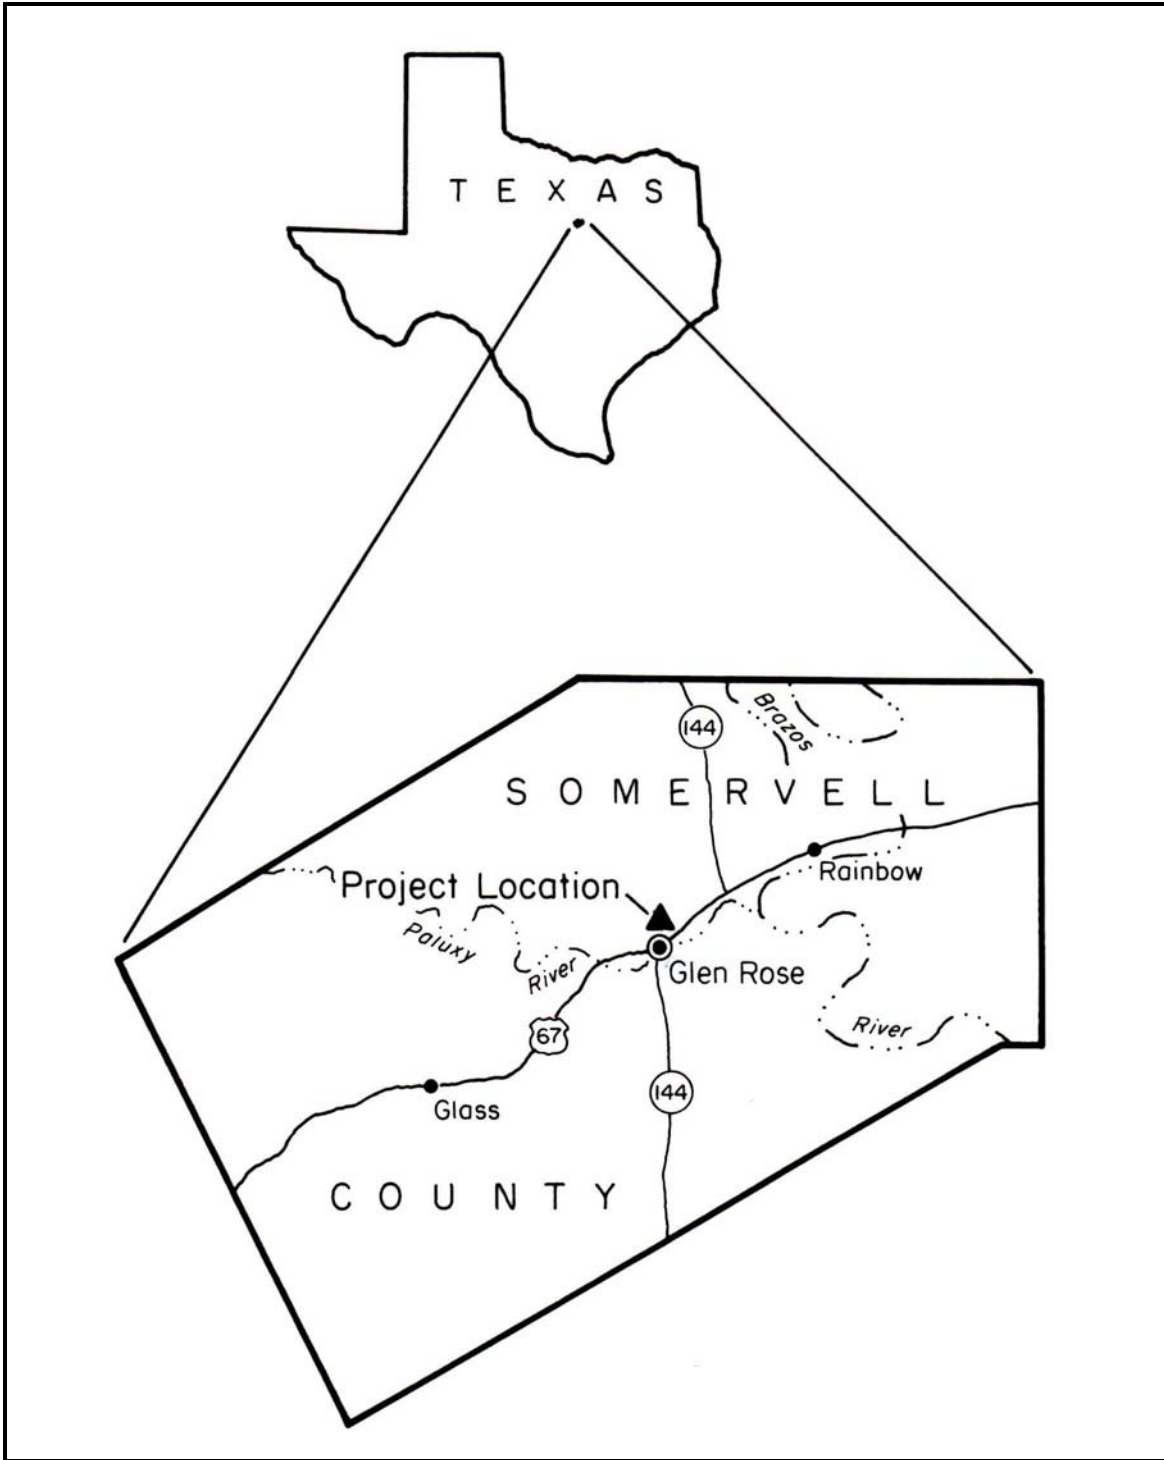 TEXAS
Brazos
144
SOMERVELL
Rainbow
Project Location
Paluxy
River
Glen Rose
River
67
144
Glass
COUNTY